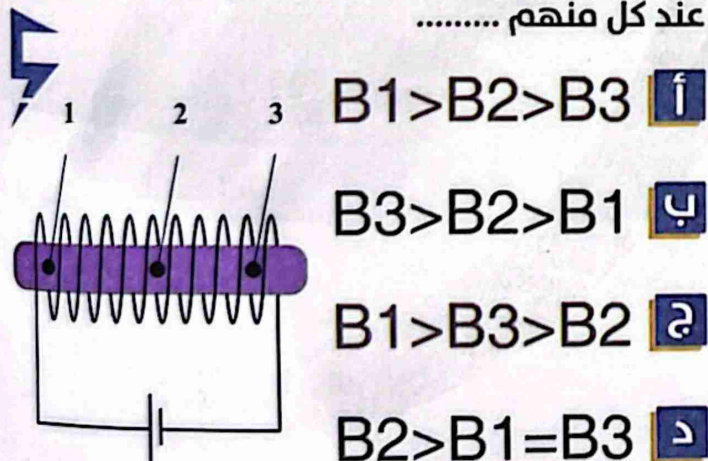 عند كل منهم .........
أ B1>B2>B3
ب B3>B2>B1
ج B1>B3>B2
د B2>B1=B3
1 2 3